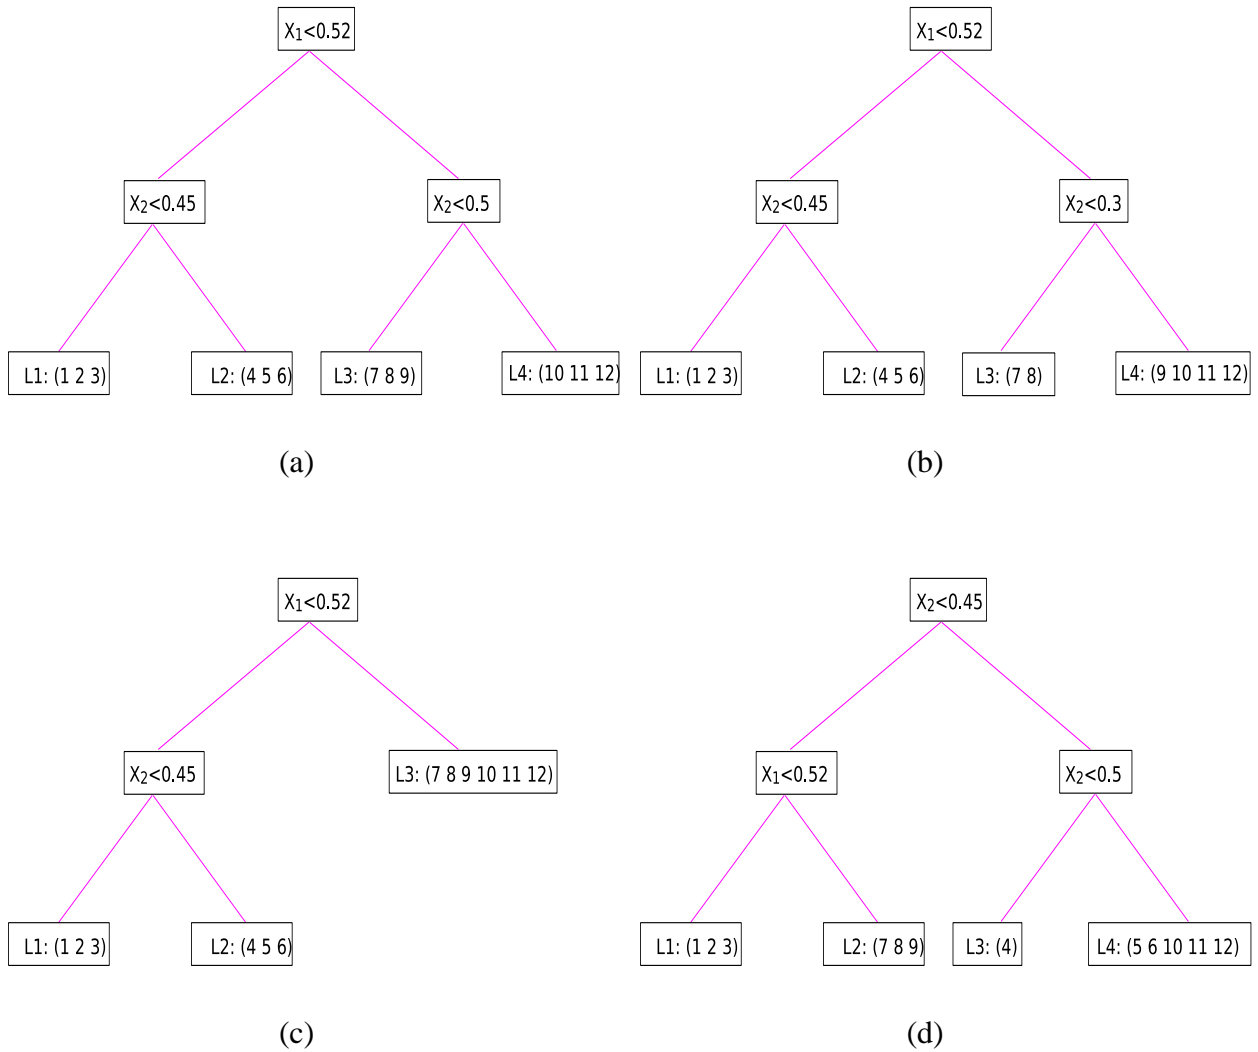 X₁<0.52
X₂<0.45
X₂<0.5
L1: (1 2 3)
L2: (4 5 6)
L3: (7 8 9)
L4: (10 11 12)
(a)
X₁<0.52
X₂<0.45
X₂<0.3
L1: (1 2 3)
L2: (4 5 6)
L3: (7 8)
L4: (9 10 11 12)
(b)
X₁<0.52
X₂<0.45
L3: (7 8 9 10 11 12)
L1: (1 2 3)
L2: (4 5 6)
(c)
X₂<0.45
X₁<0.52
X₂<0.5
L1: (1 2 3)
L2: (7 8 9)
L3: (4)
L4: (5 6 10 11 12)
(d)